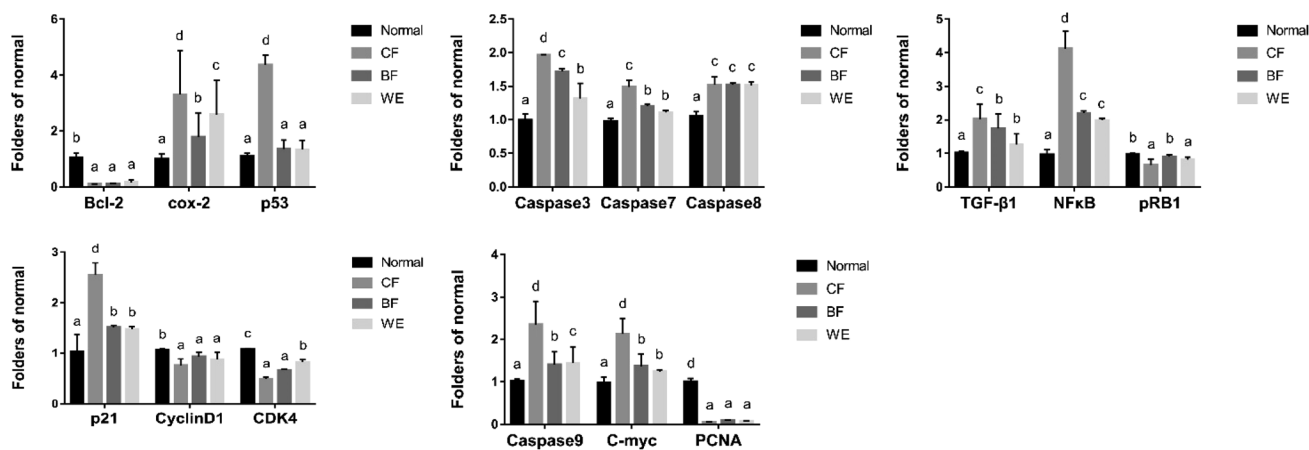 Folders of normal
6
4
2
0
b a a a
a d b c
a d a a
Bcl-2 cox-2 p53
Normal
CF
BF
WE
Folders of normal
2.5
2.0
1.5
1.0
0.5
0.0
a d c b
a c b b
a c c c
Caspase3 Caspase7 Caspase8
Normal
CF
BF
WE
Folders of normal
5
4
3
2
1
0
a c b b
a d c c
b a b a
TGF-β1 NFκB pRB1
Normal
CF
BF
WE
Folders of normal
3
2
1
0
a d b b
b a a a
c a a b
p21 CyclinD1 CDK4
Normal
CF
BF
WE
Folders of normal
4
3
2
1
0
a d b c
a d b b
d a a a
Caspase9 C-myc PCNA
Normal
CF
BF
WE